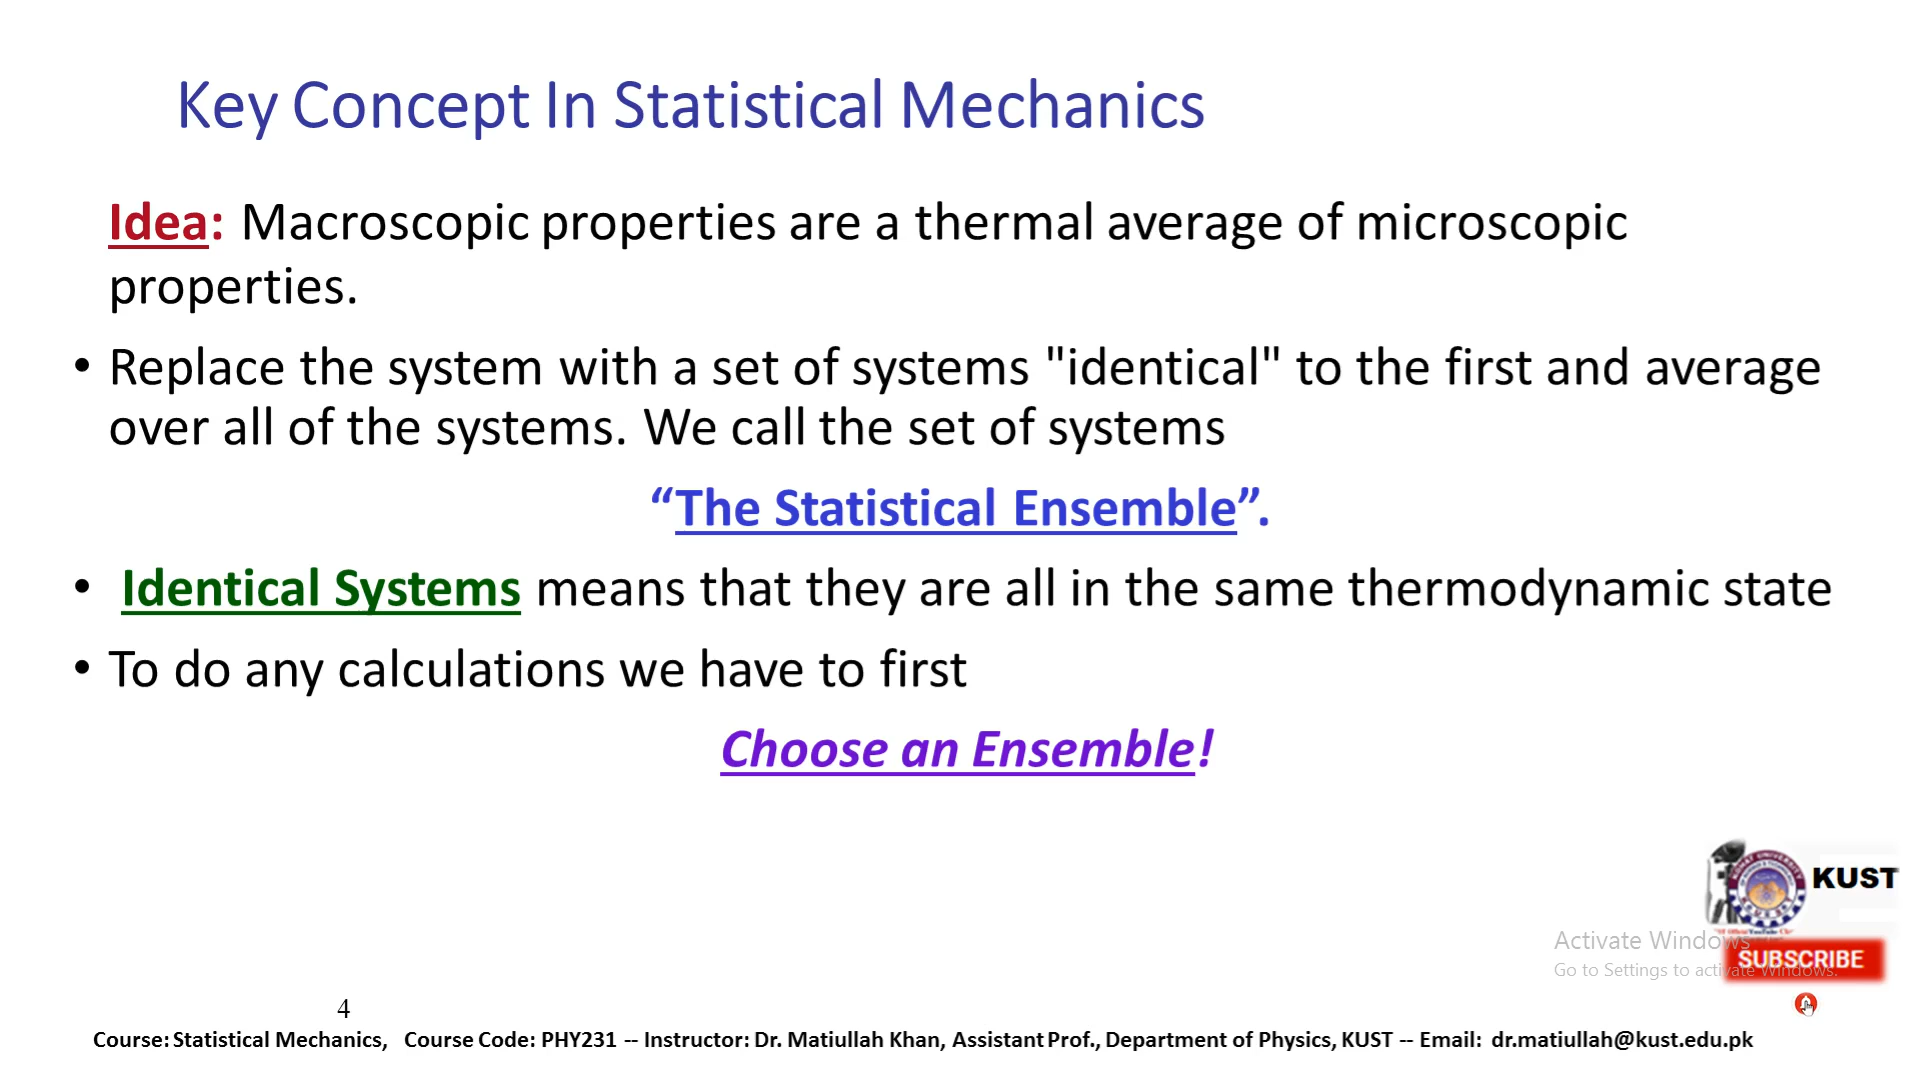 Key Concept In Statistical Mechanics
Idea: Macroscopic properties are a thermal average of microscopic
properties.
• Replace the system with a set of systems "identical" to the first and average
over all of the systems. We call the set of systems
“The Statistical Ensemble”.
• Identical Systems means that they are all in the same thermodynamic state
• To do any calculations we have to first
Choose an Ensemble!
KUST
Activate Windows
SUBSCRIBE
Go to Settings to activate Windows.
4
Course: Statistical Mechanics, Course Code: PHY231 -- Instructor: Dr. Matiullah Khan, Assistant Prof., Department of Physics, KUST -- Email: dr.matiullah@kust.edu.pk